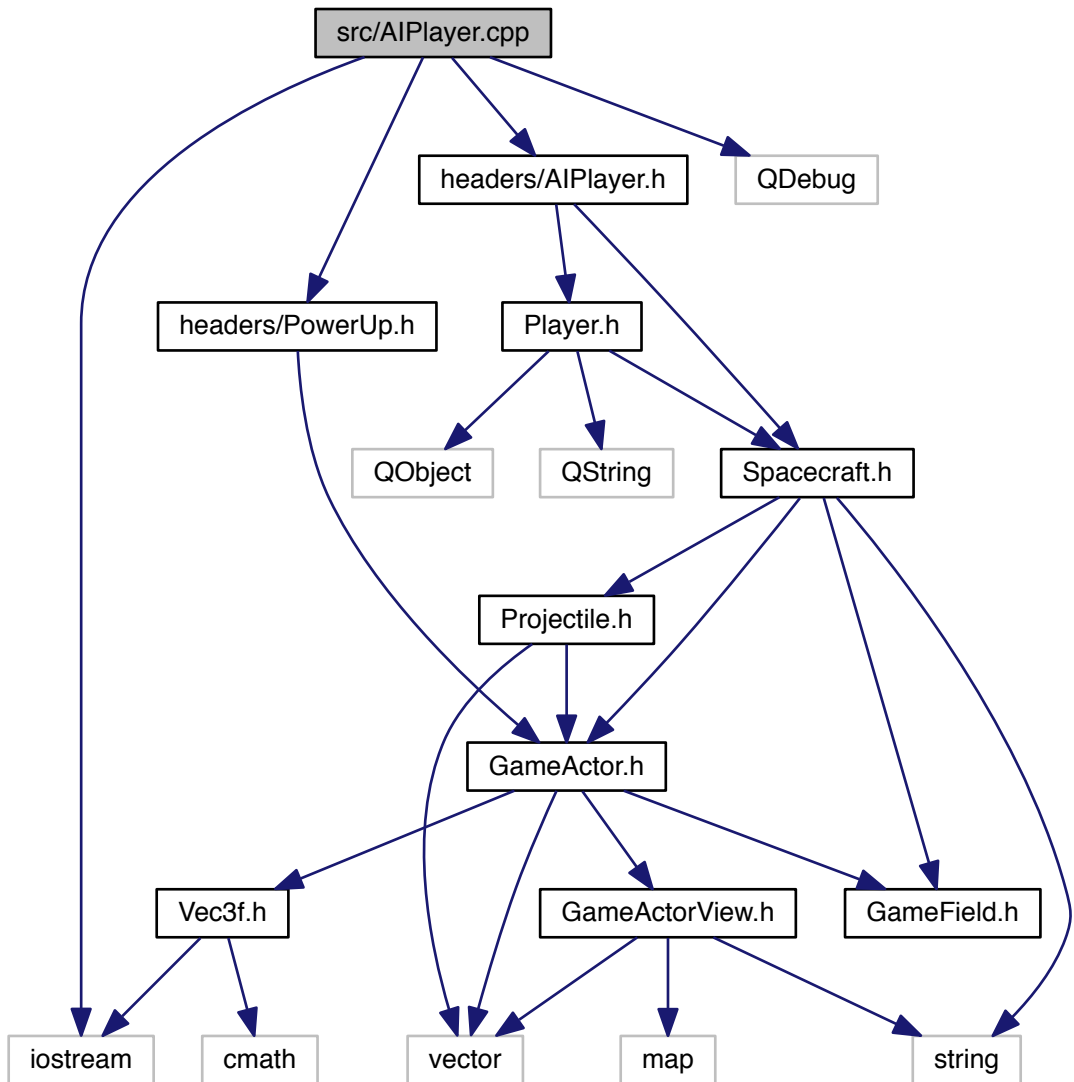 src/AIPlayer.cpp
headers/AIPlayer.h
QDebug
headers/PowerUp.h
Player.h
QObject
QString
Spacecraft.h
Projectile.h
GameActor.h
Vec3f.h
GameActorView.h
GameField.h
iostream
cmath
vector
map
string